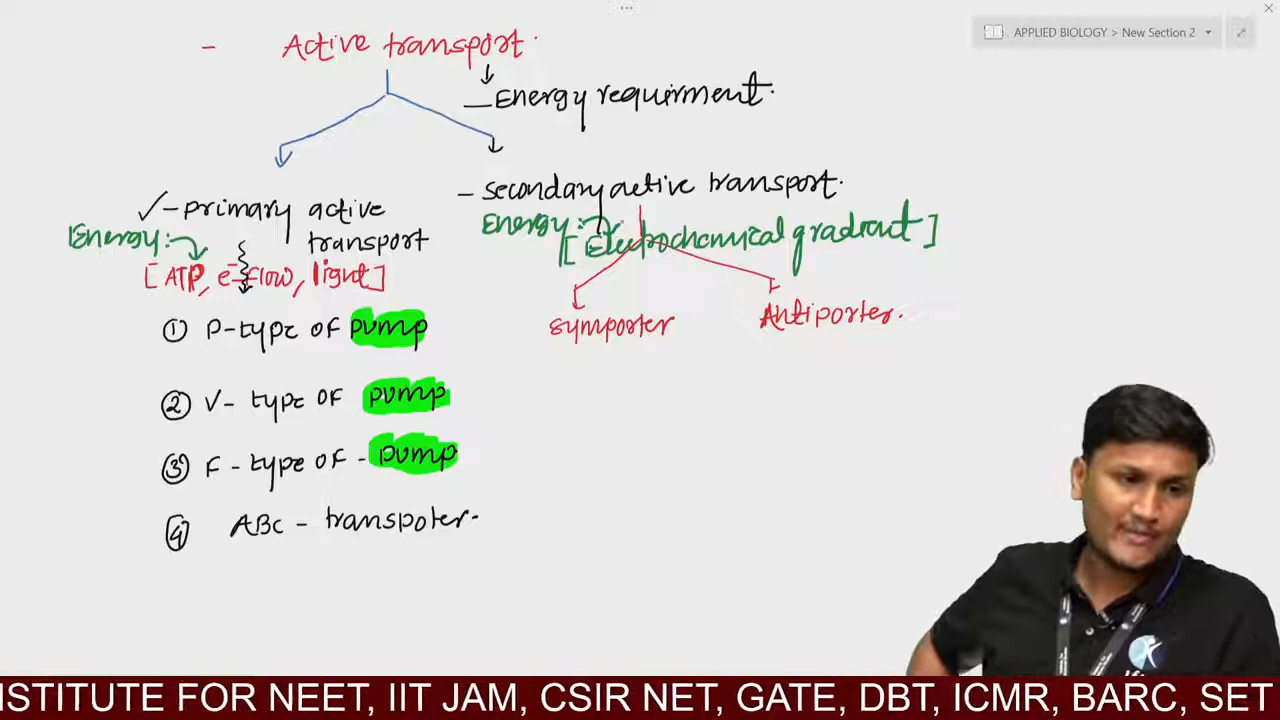 APPLIED BIOLOGY > New Section 2
- Active transport.
Energy requirment.
- primary active
transport
Energy:
[ATP, e- flow, light]
① P-type of pump
② V- type of pump
③ F - type of - pump
④ ABC - transpoter.
- secondary active transport.
Energy:
[Electrochemical gradient]
symporter
Antiporter.
NSTITUTE FOR NEET, IIT JAM, CSIR NET, GATE, DBT, ICMR, BARC, SET